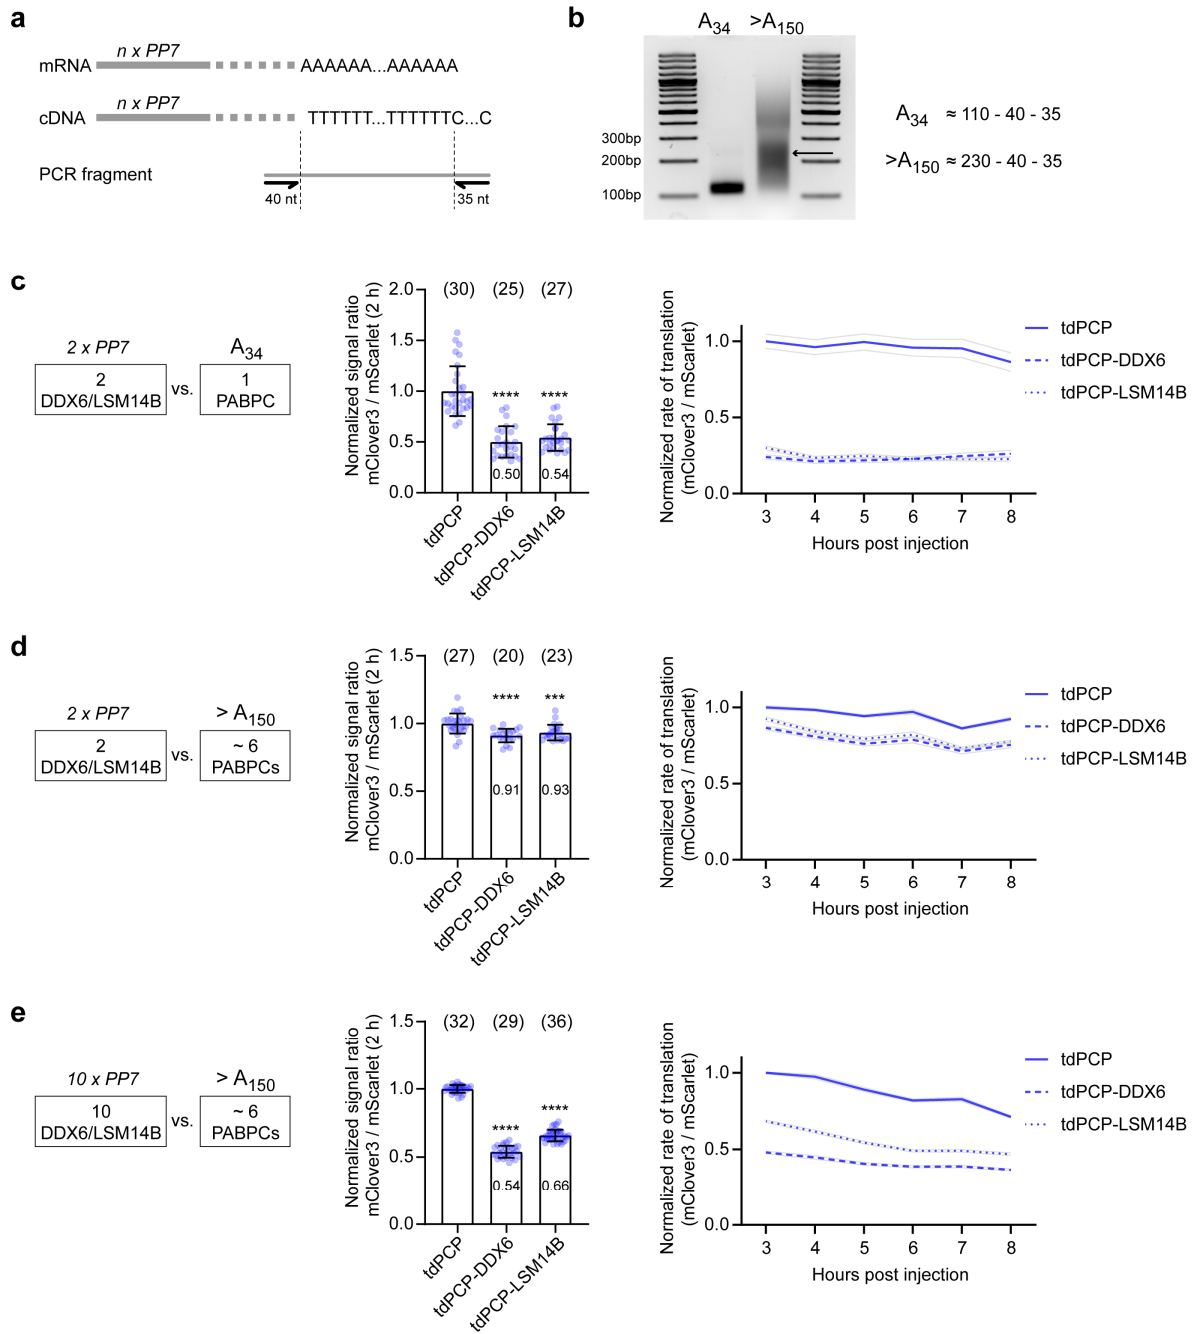 a
n x PP7
mRNA AAAAAA...AAAAAA
n x PP7
cDNA TTTTTT...TTTTTTC...C
PCR fragment
40 nt 35 nt
b
A34 >A150
300bp
200bp
100bp
A34 ≈ 110 - 40 - 35
>A150 ≈ 230 - 40 - 35
c
2 x PP7 A34
2
DDX6/LSM14B
vs.
1
PABPC
Normalized signal ratio
mClover3 / mScarlet (2 h)
2.0
1.5
1.0
0.5
0.0
(30) (25) (27)
**** ****
0.50 0.54
tdPCP
tdPCP-DDX6
tdPCP-LSM14B
Normalized rate of translation
(mClover3 / mScarlet)
1.0
0.5
0.0
3 4 5 6 7 8
Hours post injection
tdPCP
tdPCP-DDX6
tdPCP-LSM14B
d
2 x PP7 > A150
2
DDX6/LSM14B
vs.
~ 6
PABPCs
Normalized signal ratio
mClover3 / mScarlet (2 h)
1.5
1.0
0.5
0.0
(27) (20) (23)
**** ***
0.91 0.93
tdPCP
tdPCP-DDX6
tdPCP-LSM14B
Normalized rate of translation
(mClover3 / mScarlet)
1.0
0.5
0.0
3 4 5 6 7 8
Hours post injection
tdPCP
tdPCP-DDX6
tdPCP-LSM14B
e
10 x PP7 > A150
10
DDX6/LSM14B
vs.
~ 6
PABPCs
Normalized signal ratio
mClover3 / mScarlet (2 h)
1.5
1.0
0.5
0.0
(32) (29) (36)
**** ****
0.54 0.66
tdPCP
tdPCP-DDX6
tdPCP-LSM14B
Normalized rate of translation
(mClover3 / mScarlet)
1.0
0.5
0.0
3 4 5 6 7 8
Hours post injection
tdPCP
tdPCP-DDX6
tdPCP-LSM14B